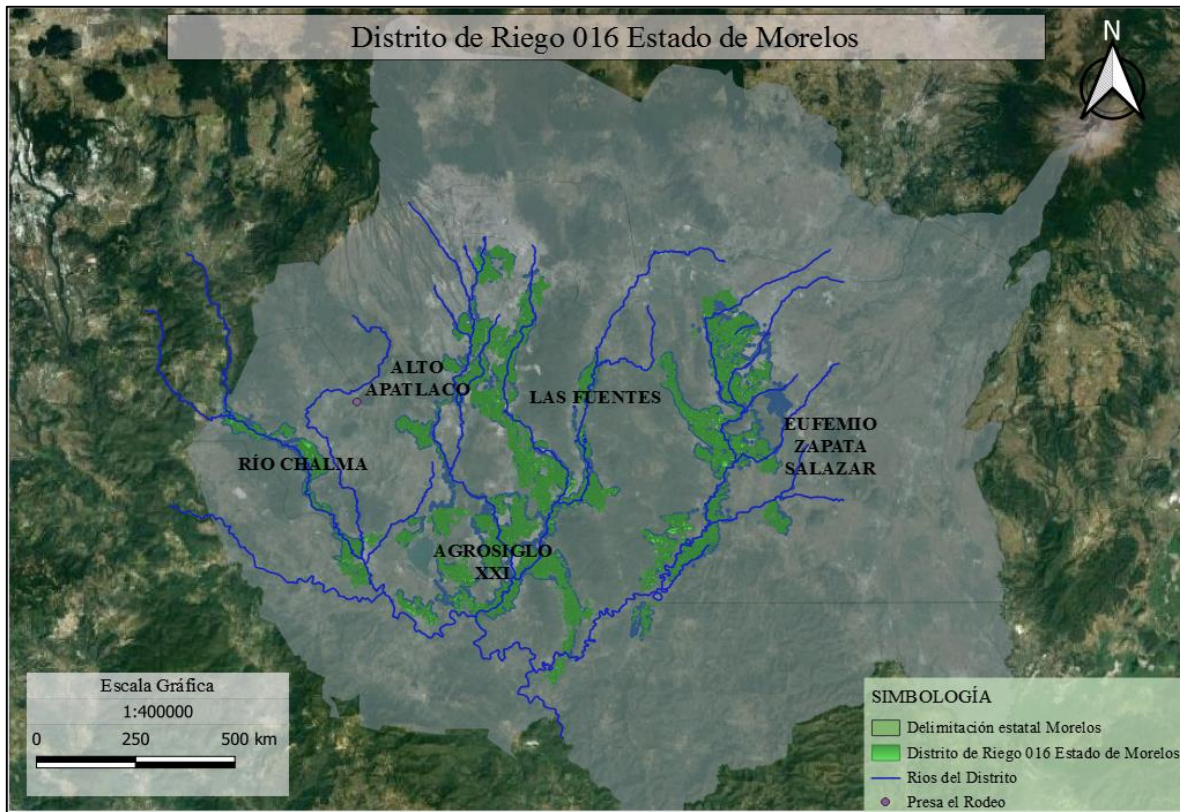 Distrito de Riego 016 Estado de Morelos
N
ALTO
APATLACO
LAS FUENTES
EUFEMIO
ZAPATA
SALAZAR
RÍO CHALMA
AGROSIGLO
XXI
Escala Gráfica
1:400000
0 250 500 km
SIMBOLOGÍA
Delimitación estatal Morelos
Distrito de Riego 016 Estado de Morelos
Rios del Distrito
Presa el Rodeo